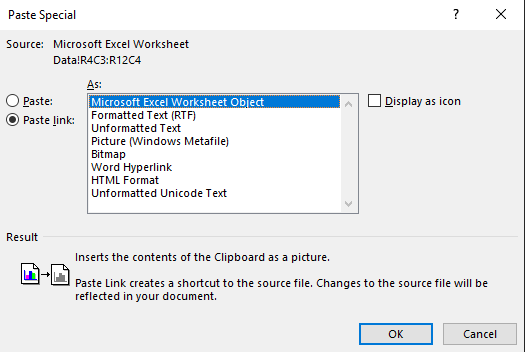 Paste Special
Source: Microsoft Excel Worksheet
Data!R4C3:R12C4
As:
Paste:
Paste link:
Microsoft Excel Worksheet Object
Formatted Text (RTF)
Unformatted Text
Picture (Windows Metafile)
Bitmap
Word Hyperlink
HTML Format
Unformatted Unicode Text
Display as icon
Result
Inserts the contents of the Clipboard as a picture.
Paste Link creates a shortcut to the source file. Changes to the source file will be
reflected in your document.
OK Cancel